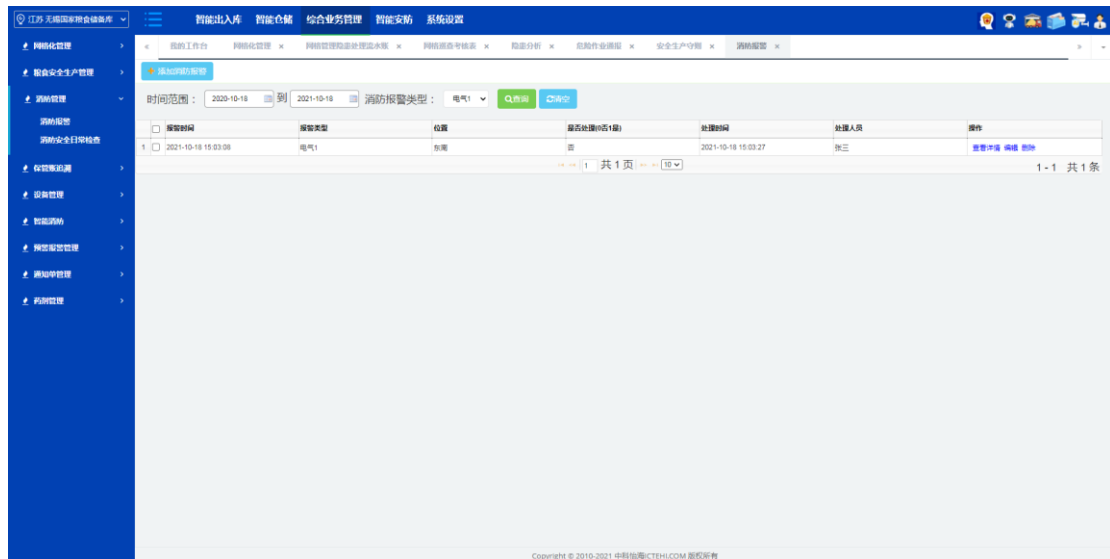 江苏 无锡国家粮食储备库
智能出入库 智能仓储 综合业务管理 智能安防 系统设置
网格化管理
粮食安全生产管理
消防管理
消防报警
消防安全日常检查
保管账追溯
设备管理
智能消防
预警报警管理
通知单管理
药剂管理
我的工作台 网格化管理 × 网格管理隐患处理流水账 × 网格巡查考核表 × 隐患分析 × 危险作业通报 × 安全生产守则 × 消防报警 ×
添加消防报警
时间范围: 2020-10-18 到 2021-10-18 消防报警类型: 电气1 查询 清空
报警时间 报警类型 位置 是否处理(0否1是) 处理时间 处理人员 操作
1 2021-10-18 15:03:08 电气1 东南 否 2021-10-18 15:03:27 张三 查看详情 编辑 删除
1 共 1 页 10
1 - 1 共 1 条
Copyright © 2010-2021 中科怡海ICTEHI.COM 版权所有